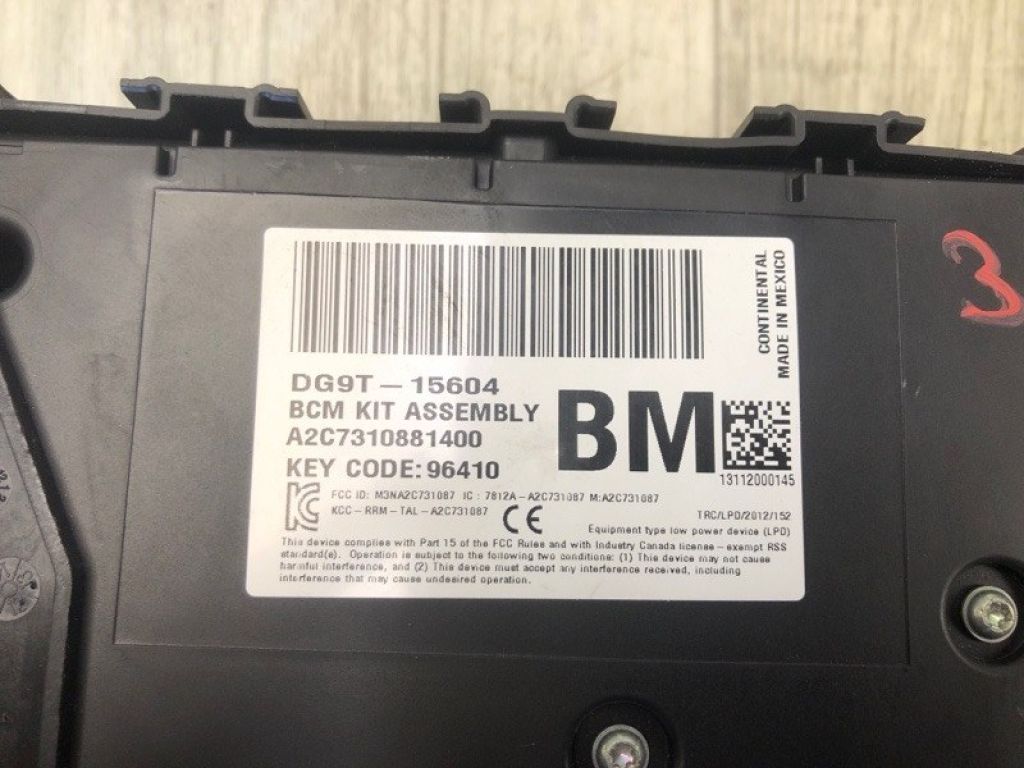 CONTINENTAL
MADE IN MEXICO
3
DG9T-15604
BCM KIT ASSEMBLY
A2C7310881400
KEY CODE: 96410
BM
13112000145
FCC ID: M3NA2C731087 IC: 7812A-A2C731087 M:A2C731087
KCC-RRM-TAL-A2C731087
CE
TRC/LPD/2012/152
Equipment type low power device (LPD)
This device complies with Part 15 of the FCC Rules and with Industry Canada license-exempt RSS
standard(s). Operation is subject to the following two conditions: (1) This device may not cause
harmful interference, and (2) This device must accept any interference received, including
interference that may cause undesired operation.